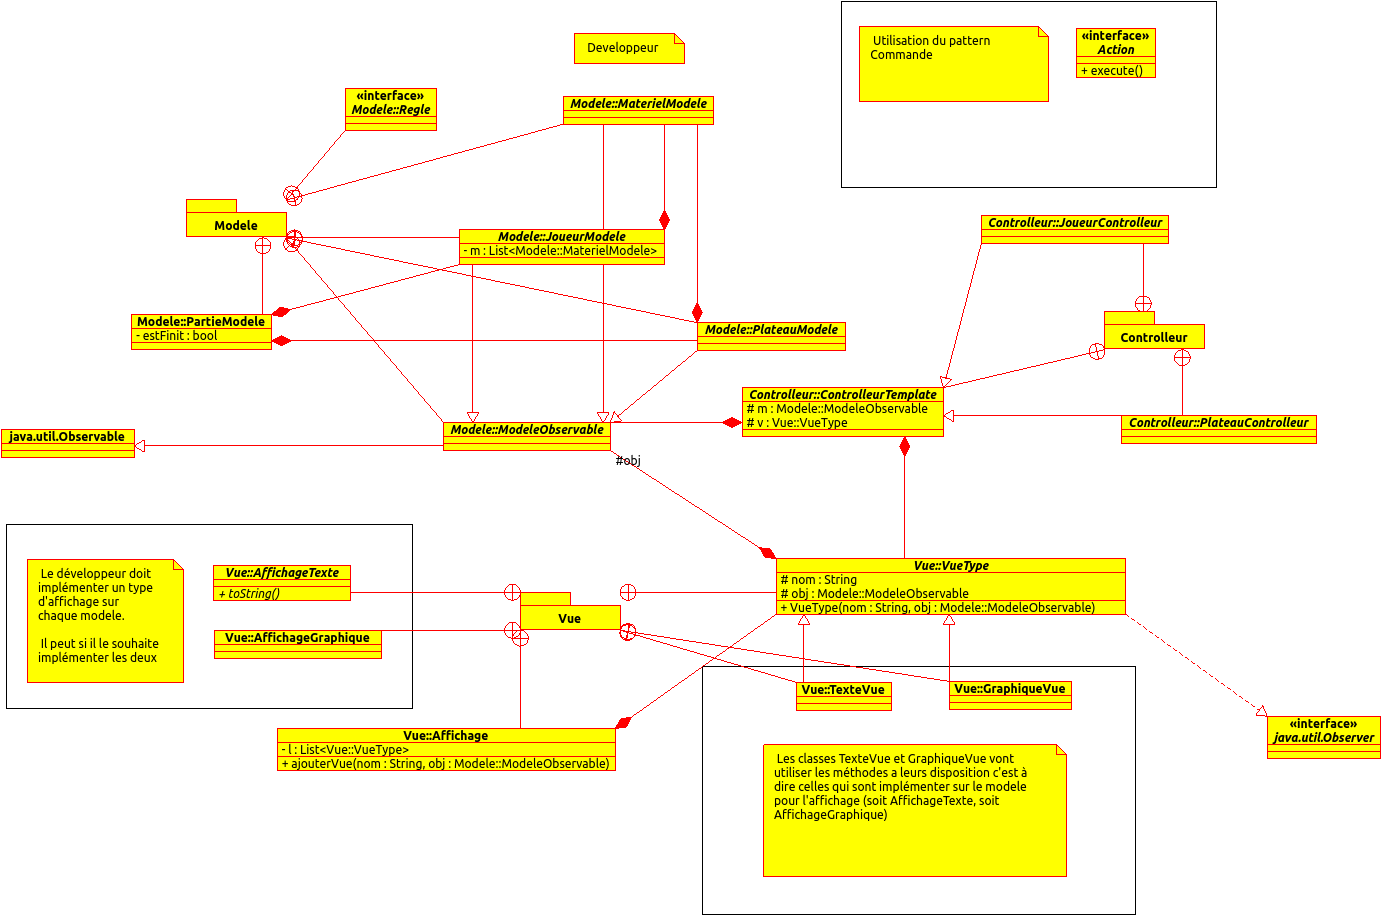 Utilisation du pattern
Commande
«interface»
Action
+ execute()
Developpeur
«interface»
Modele::Regle
Modele::MaterielModele
Modele
Modele::JoueurModele
- m : List<Modele::MaterielModele>
Controlleur::JoueurControlleur
Modele::PartieModele
- estFinit : bool
Modele::PlateauModele
Controlleur
Controlleur::ControlleurTemplate
# m : Modele::ModeleObservable
# v : Vue::VueType
Controlleur::PlateauControlleur
java.util.Observable
Modele::ModeleObservable
#obj
Le développeur doit
implémenter un type
d'affichage sur
chaque modele.
Il peut si il le souhaite
implémenter les deux
Vue::AffichageTexte
+ toString()
Vue::AffichageGraphique
Vue
Vue::VueType
# nom : String
# obj : Modele::ModeleObservable
+ VueType(nom : String, obj : Modele::ModeleObservable)
Vue::TexteVue
Vue::GraphiqueVue
Vue::Affichage
- l : List<Vue::VueType>
+ ajouterVue(nom : String, obj : Modele::ModeleObservable)
«interface»
java.util.Observer
Les classes TexteVue et GraphiqueVue vont
utiliser les méthodes a leurs disposition c'est à
dire celles qui sont implémenter sur le modele
pour l'affichage (soit AffichageTexte, soit
AffichageGraphique)